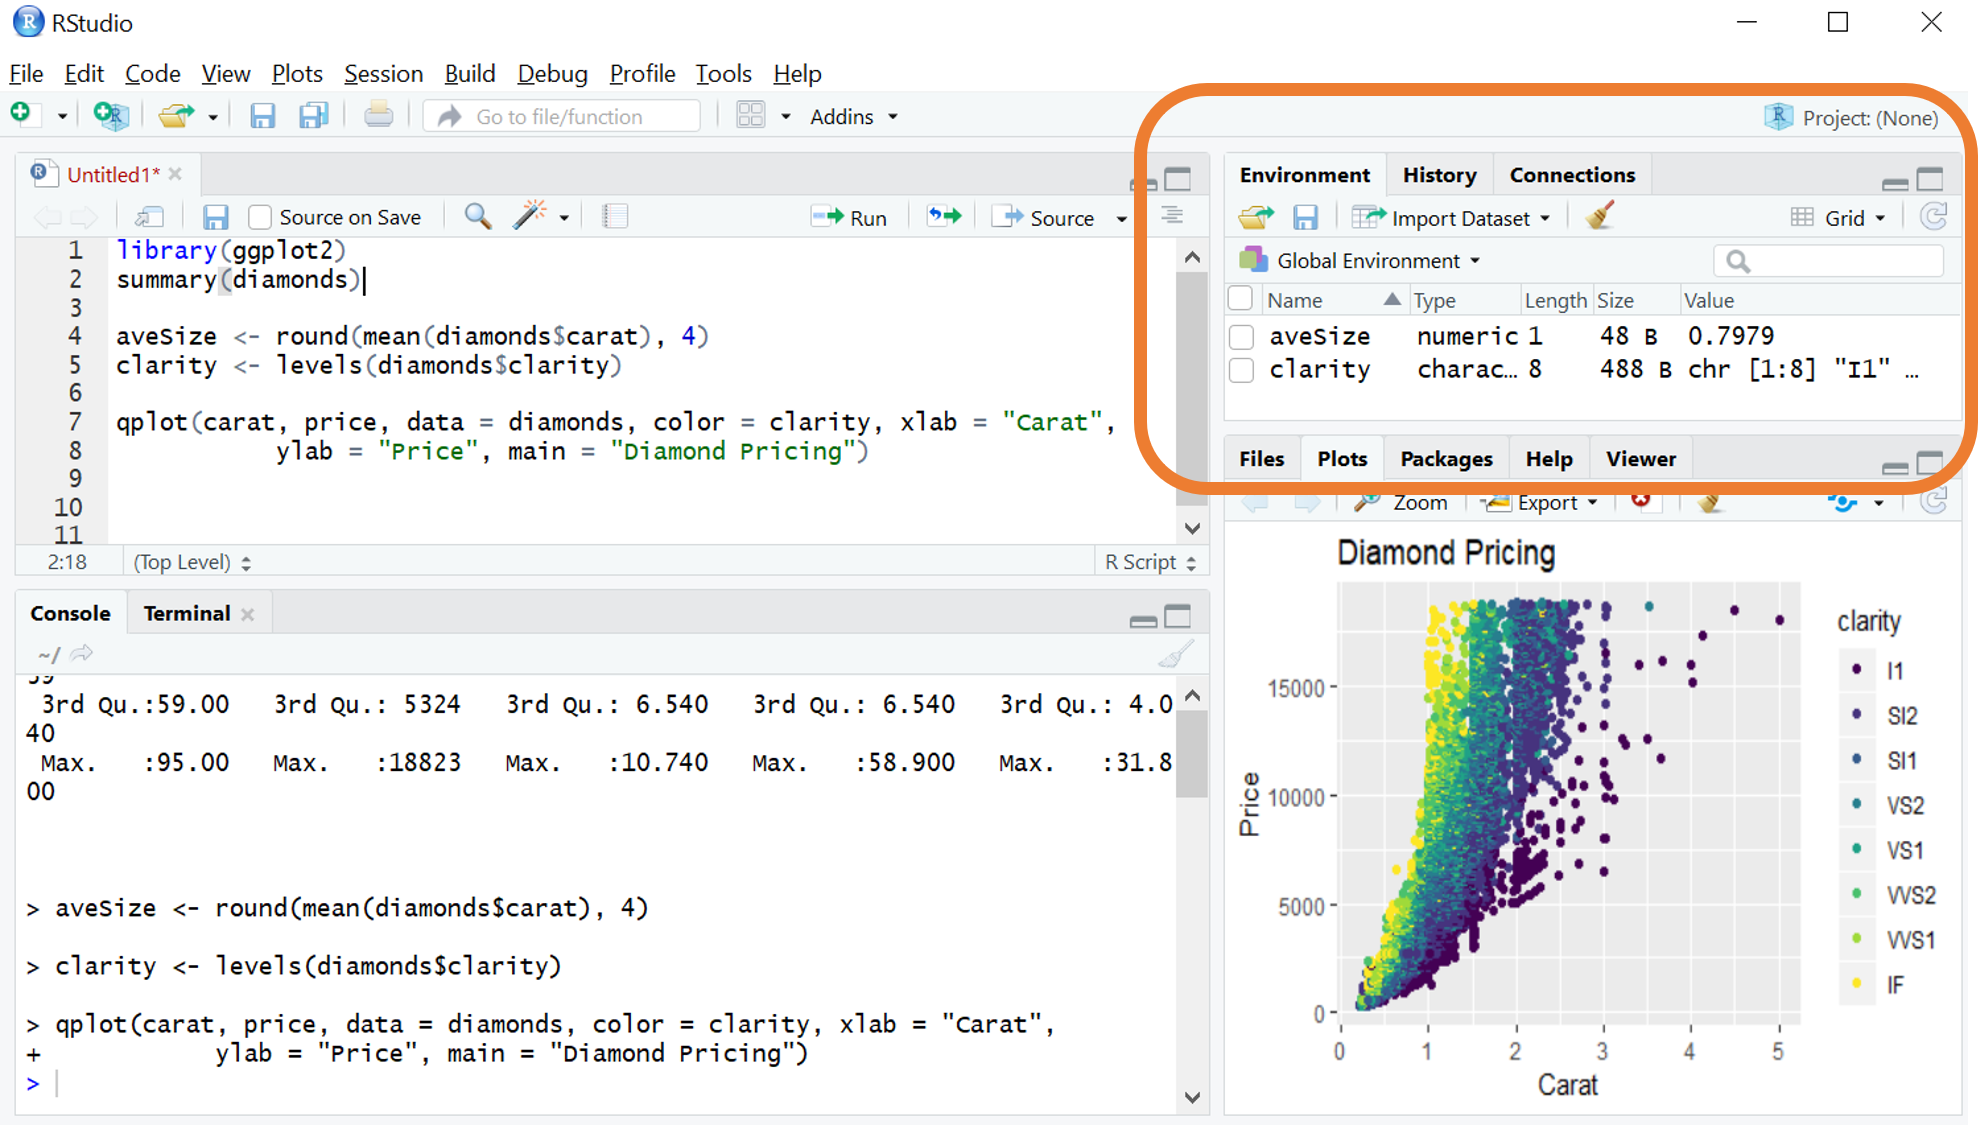 RStudio
File Edit Code View Plots Session Build Debug Profile Tools Help
Go to file/function Addins Project: (None)
Untitled1*
Source on Save Run Source
1 library(ggplot2)
2 summary(diamonds)
3
4 aveSize <- round(mean(diamonds$carat), 4)
5 clarity <- levels(diamonds$clarity)
6
7 qplot(carat, price, data = diamonds, color = clarity, xlab = "Carat",
8 ylab = "Price", main = "Diamond Pricing")
9
10
11
2:18 (Top Level) R Script
Console Terminal
~/
3rd Qu.:59.00 3rd Qu.: 5324 3rd Qu.: 6.540 3rd Qu.: 6.540 3rd Qu.: 4.0
40
Max. :95.00 Max. :18823 Max. :10.740 Max. :58.900 Max. :31.8
00
> aveSize <- round(mean(diamonds$carat), 4)
> clarity <- levels(diamonds$clarity)
> qplot(carat, price, data = diamonds, color = clarity, xlab = "Carat",
+ ylab = "Price", main = "Diamond Pricing")
>
Environment History Connections
Import Dataset Grid
Global Environment
Name Type Length Size Value
aveSize numeric 1 48 B 0.7979
clarity charac... 8 488 B chr [1:8] "I1" ...
Files Plots Packages Help Viewer
Zoom Export
Diamond Pricing
Price
15000
10000
5000
0
0 1 2 3 4 5
Carat
clarity
I1
SI2
SI1
VS2
VS1
VVS2
VVS1
IF